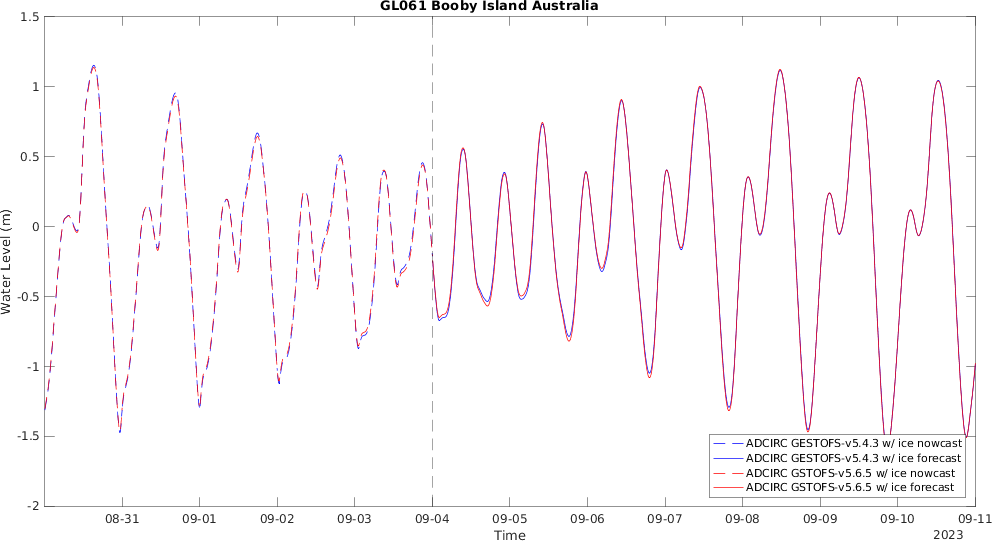 GL061 Booby Island Australia
1.5
1
0.5
0
-0.5
-1
-1.5
-2
Water Level (m)
08-31 09-01 09-02 09-03 09-04 09-05 09-06 09-07 09-08 09-09 09-10 09-11
Time
2023
ADCIRC GESTOFS-v5.4.3 w/ ice nowcast
ADCIRC GESTOFS-v5.4.3 w/ ice forecast
ADCIRC GSTOFS-v5.6.5 w/ ice nowcast
ADCIRC GSTOFS-v5.6.5 w/ ice forecast